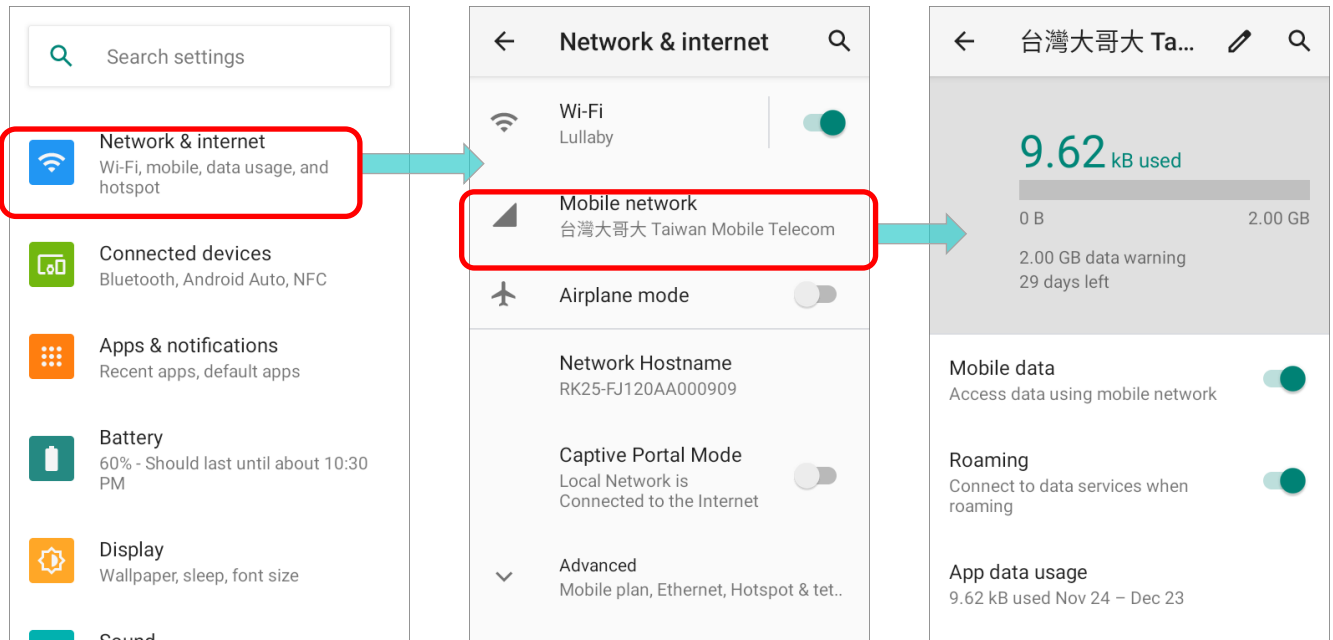 Search settings
Network & internet
Wi-Fi, mobile, data usage, and
hotspot
Connected devices
Bluetooth, Android Auto, NFC
Apps & notifications
Recent apps, default apps
Battery
60% - Should last until about 10:30
PM
Display
Wallpaper, sleep, font size
Sound
Network & internet
Wi-Fi
Lullaby
Mobile network
台灣大哥大 Taiwan Mobile Telecom
Airplane mode
Network Hostname
RK25-FJ120AA000909
Captive Portal Mode
Local Network is
Connected to the Internet
Advanced
Mobile plan, Ethernet, Hotspot & tet..
台灣大哥大 Ta...
9.62 kB used
0 B 2.00 GB
2.00 GB data warning
29 days left
Mobile data
Access data using mobile network
Roaming
Connect to data services when
roaming
App data usage
9.62 kB used Nov 24 – Dec 23